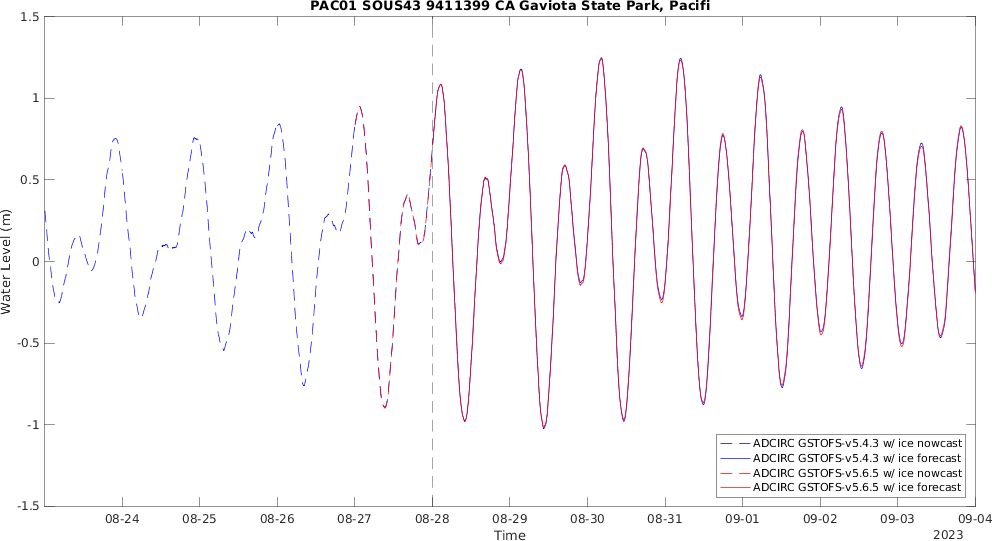 PAC01 SOUS43 9411399 CA Gaviota State Park, Pacifi
1.5
1
0.5
0
-0.5
-1
-1.5
Water Level (m)
08-24
08-25
08-26
08-27
08-28
08-29
08-30
08-31
09-01
09-02
09-03
09-04
2023
Time
ADCIRC GSTOFS-v5.4.3 w/ ice nowcast
ADCIRC GSTOFS-v5.4.3 w/ ice forecast
ADCIRC GSTOFS-v5.6.5 w/ ice nowcast
ADCIRC GSTOFS-v5.6.5 w/ ice forecast